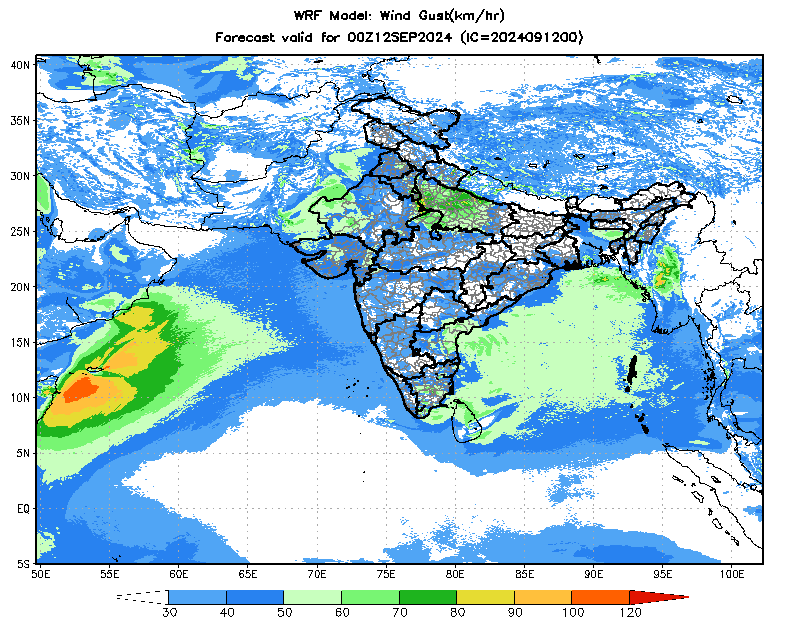 WRF Model: Wind Gust(km/hr)
Forecast valid for 00Z12SEP2024 (IC=2024091200)
40N
35N
30N
25N
20N
15N
10N
5N
EQ
5S
50E 55E 60E 65E 70E 75E 80E 85E 90E 95E 100E
30 40 50 60 70 80 90 100 120